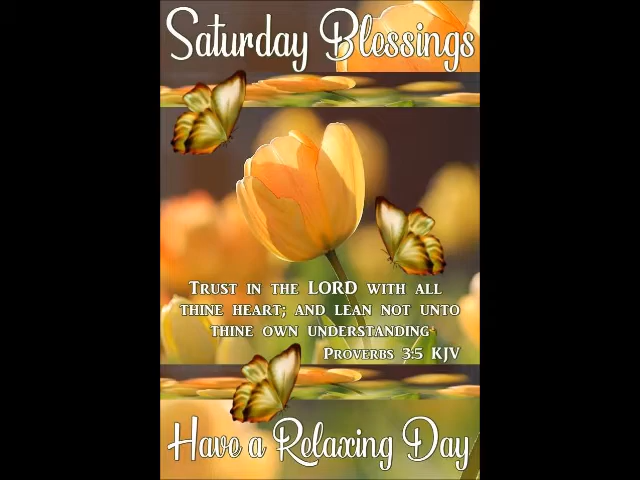 Saturday Blessings
Trust in the LORD with all
thine heart; and lean not unto
thine own understanding
Proverbs 3:5 KJV
Have a Relaxing Day